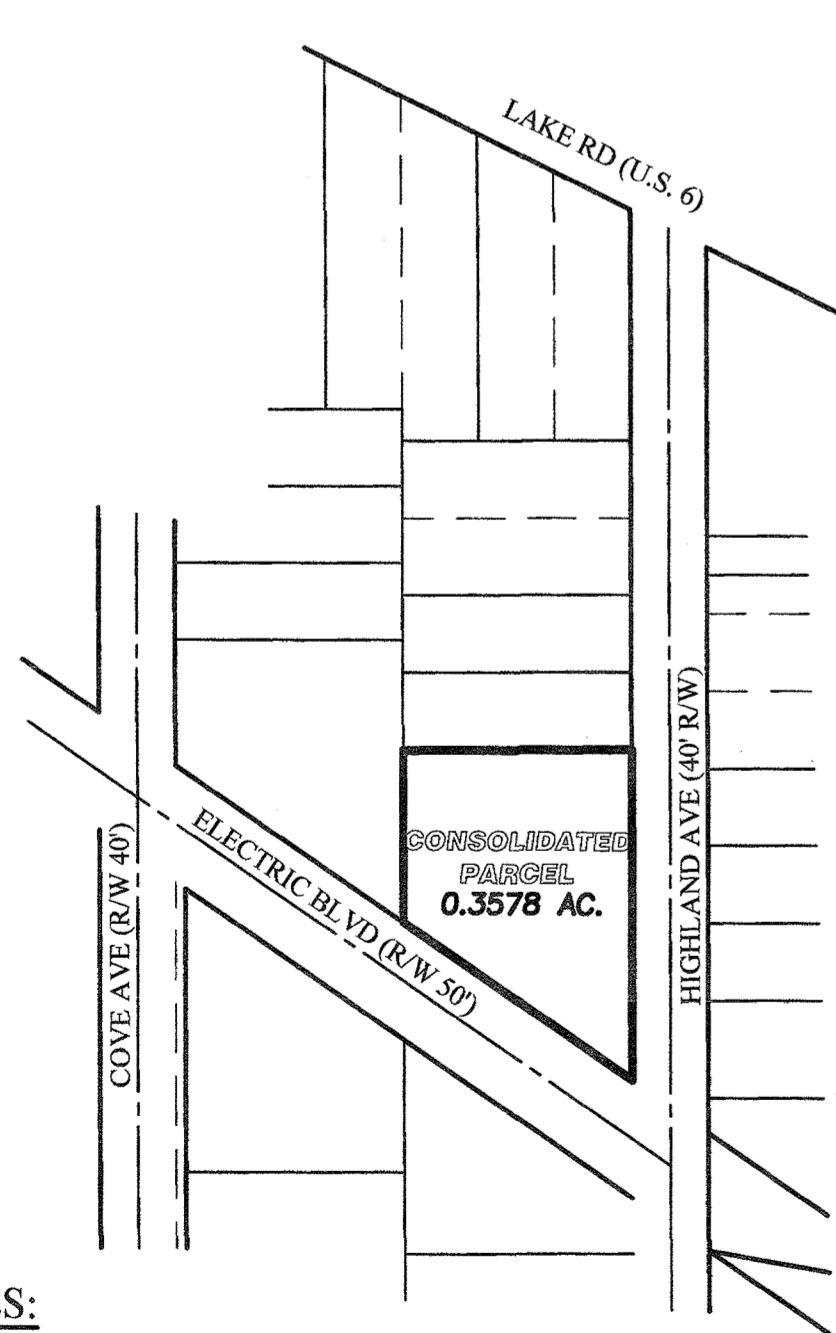 LAKE RD (U.S. 6)
HIGHLAND AVE (40' R/W)
CONSOLIDATED
PARCEL
0.3578 AC.
ELECTRIC BLVD (R/W 50')
COVE AVE (R/W 40')
S: